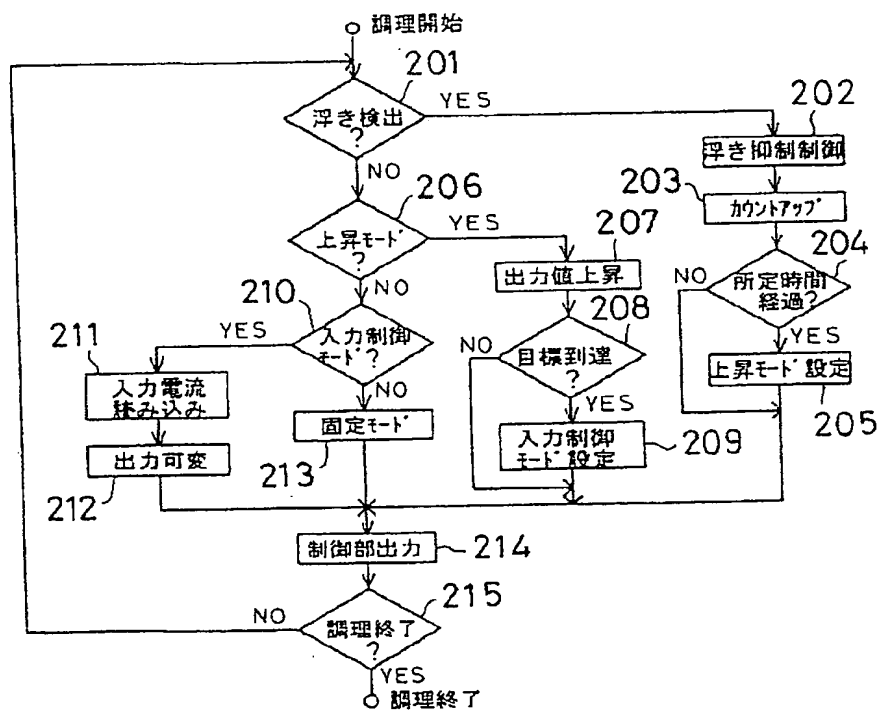 調理開始
201
浮き検出
?
YES
NO
202
浮き抑制制御
203
カウントアップ
204
所定時間
経過?
NO
YES
上昇モード設定
205
206
上昇モード
?
YES
NO
207
出力値上昇
208
目標到達
?
NO
YES
入力制御
モード設定
209
210
入力制御
モード?
YES
NO
211
入力電流
読み込み
出力可変
212
固定モード
213
制御部出力
214
215
調理終了
?
NO
YES
調理終了